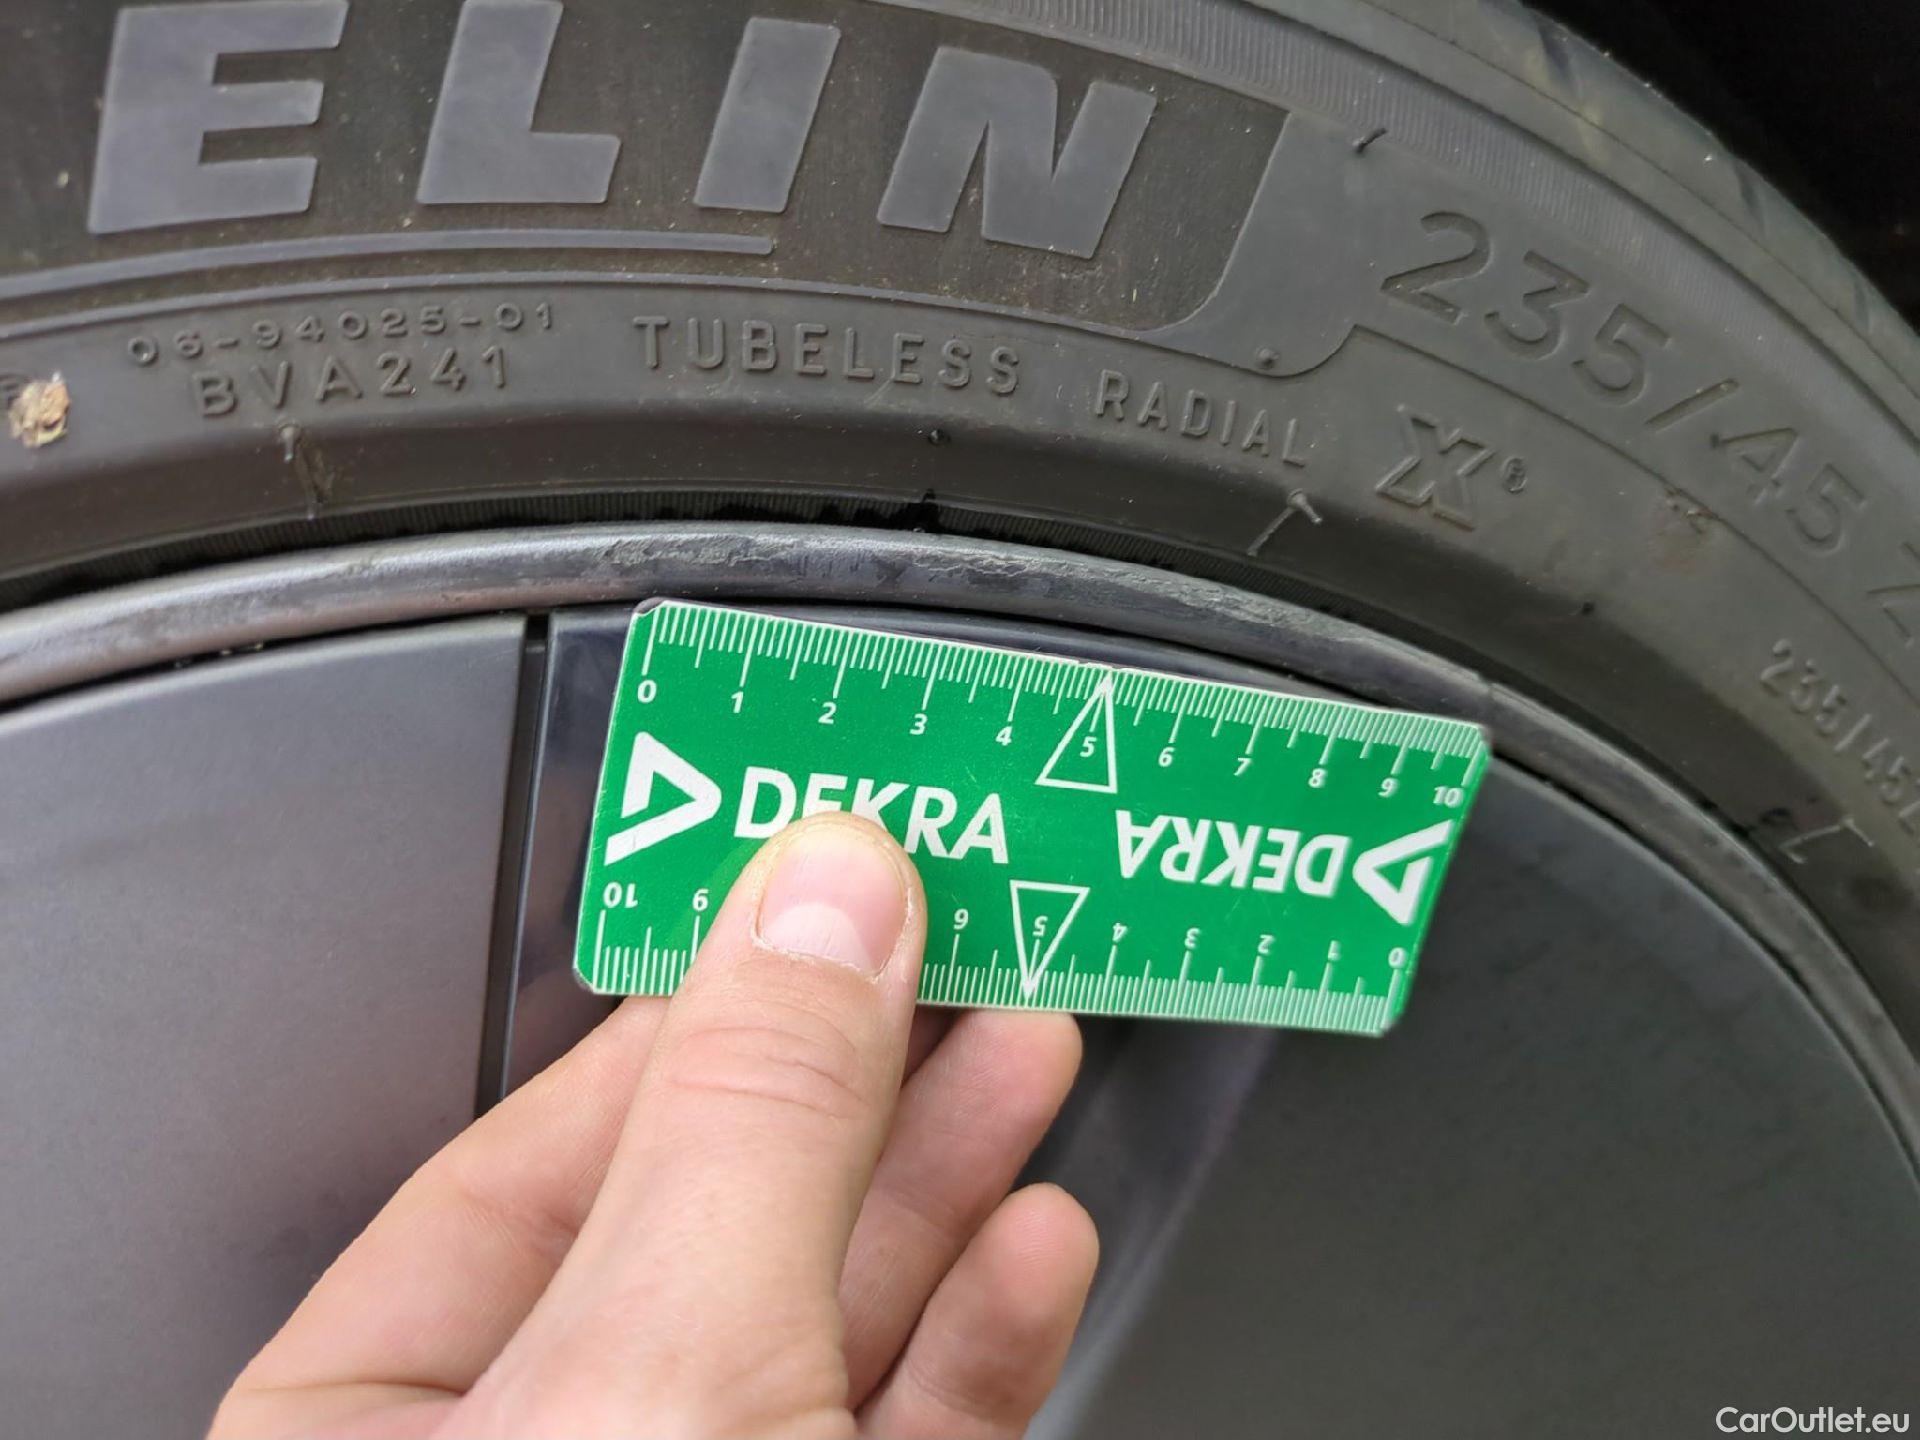 ELIN
235/45 Z
06-94025-01
BVA241
TUBELESS RADIAL X®
235/45Z
0 1 2 3 4 5 6 7 8 9 10
DEKRA
DEKRA
10 9 6 5 4 3 2 1 0
CarOutlet.eu